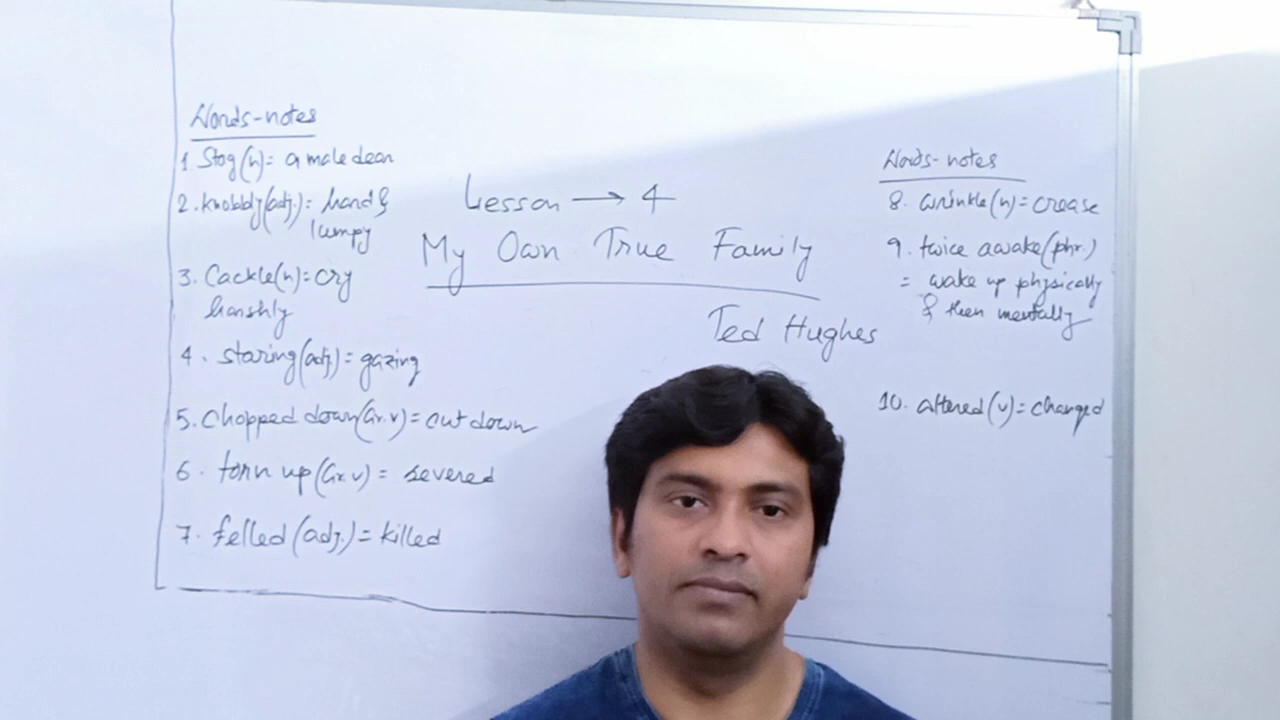 Words-notes
1. Stag(n)= a male deer
2. knobbly(adj.)= hard &
lumpy
3. Cackle(n)= cry
harshly
4. staring(adj.)= gazing
5. Chopped down(Gr.v)= cut down
6. torn up(Gr.v) = severed
7. felled (adj.)= killed
Lesson → 4
My Own True Family
Ted Hughes
Words-notes
8. wrinkle(n)= crease
9. twice awake(phr.)
= wake up physically
& then mentally
10. altered(v)= changed